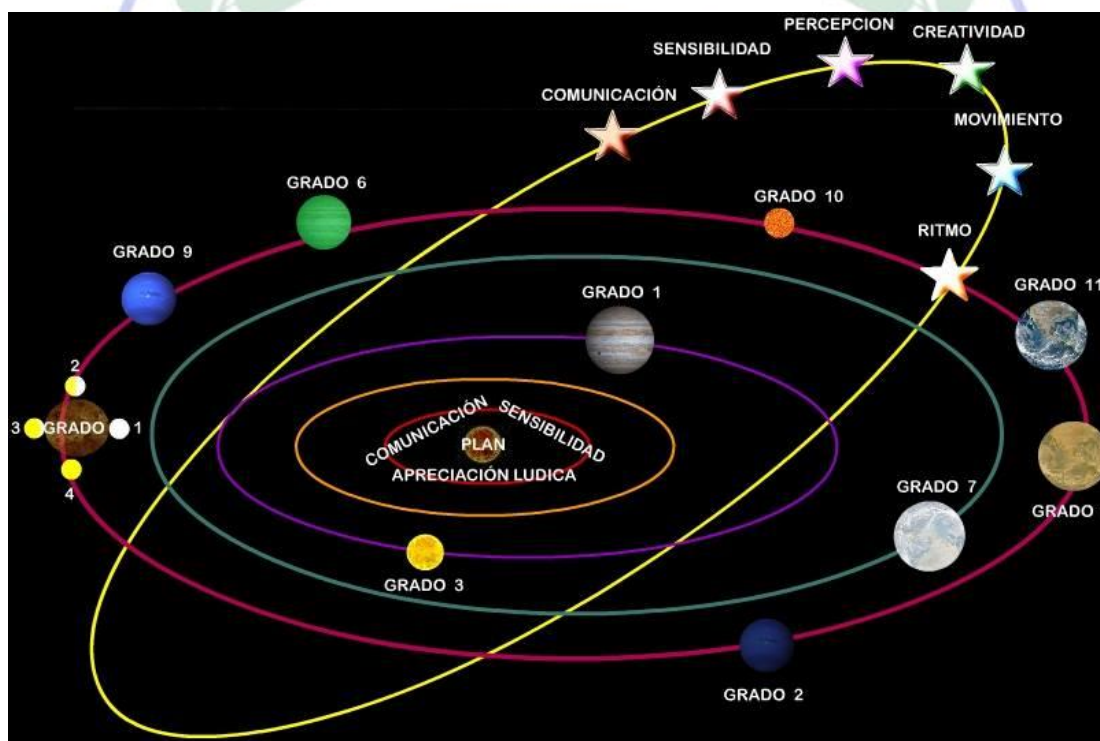 PERCEPCION
CREATIVIDAD
SENSIBILIDAD
COMUNICACIÓN
MOVIMIENTO
GRADO 6
GRADO 10
RITMO
GRADO 9
GRADO 11
GRADO 1
2
3
GRADO
1
4
COMUNICACIÓN
SENSIBILIDAD
PLAN
APRECIACIÓN LUDICA
GRADO 7
GRADO
GRADO 3
GRADO 2